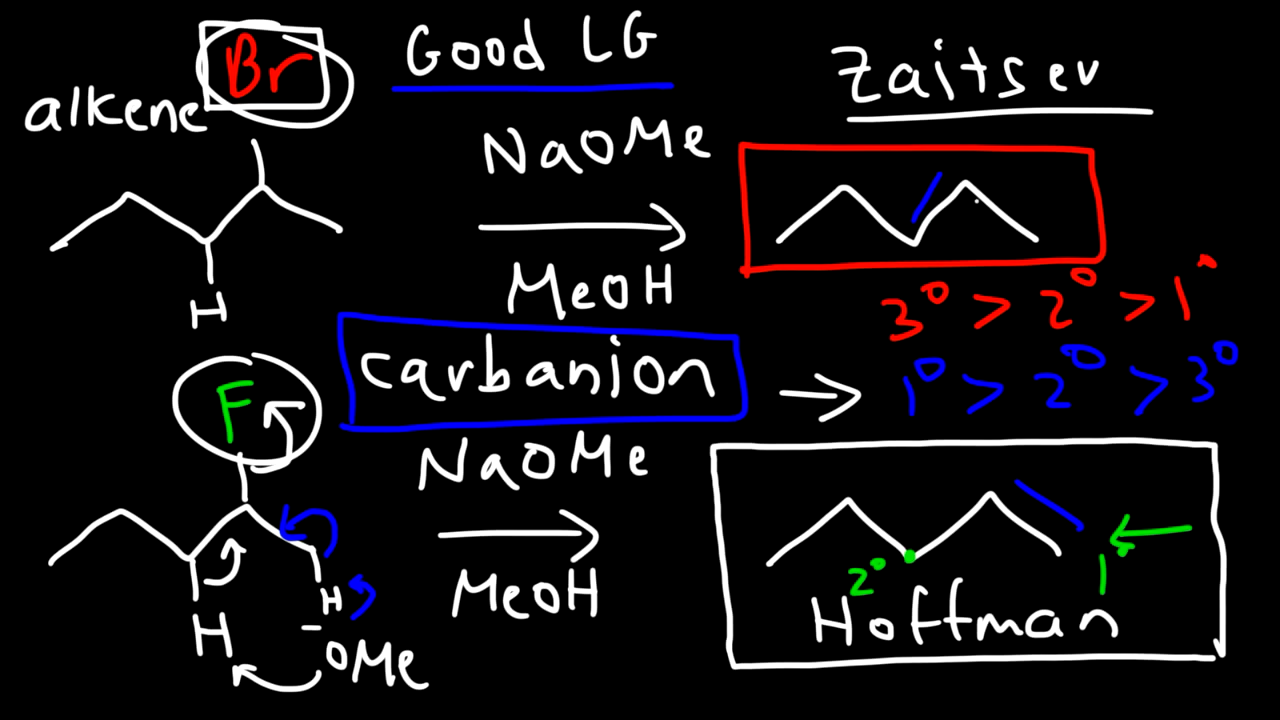 Br
Good LG
Zaitsev
alkene
NaOMe
MeOH
H
3° > 2° > 1°
carbanion → 1° > 2° > 3°
F
NaOMe
MeOH
H
H
-OMe
2°
1
Hoffman